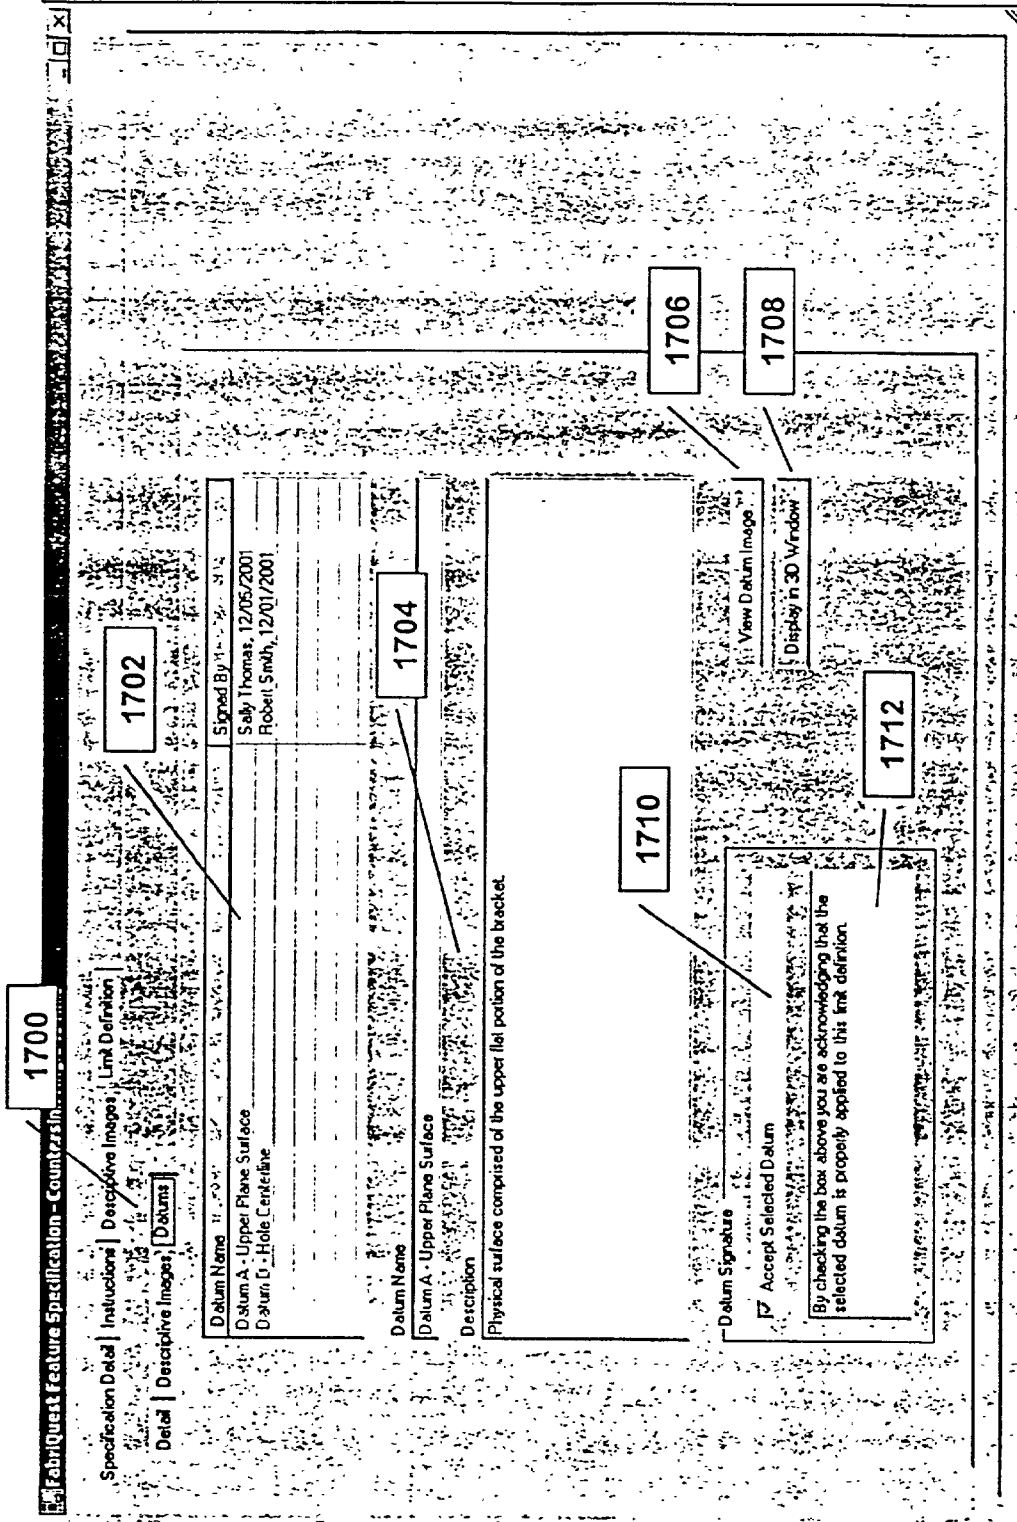 1700
FabriQuest Feature Specification - Countersin
Specification Detail | Instructions | Descriptive Images | Limit Definition |
Detail | Descriptive Images | Datums |
1702
Datum Name Signed By
Datum A - Upper Plane Surface Sally Thomas, 12/05/2001
Datum D - Hole Centerline Robert Smith, 12/01/2001
1704
Datum Name
Datum A - Upper Plane Surface
Description
Physical surface comprised of the upper flat portion of the bracket.
1706
View Datum Image
1708
Display in 3D Window
1710
Datum Signature
Accept Selected Datum
1712
By checking the box above you are acknowledging that the
selected datum is properly applied to this limit definition.